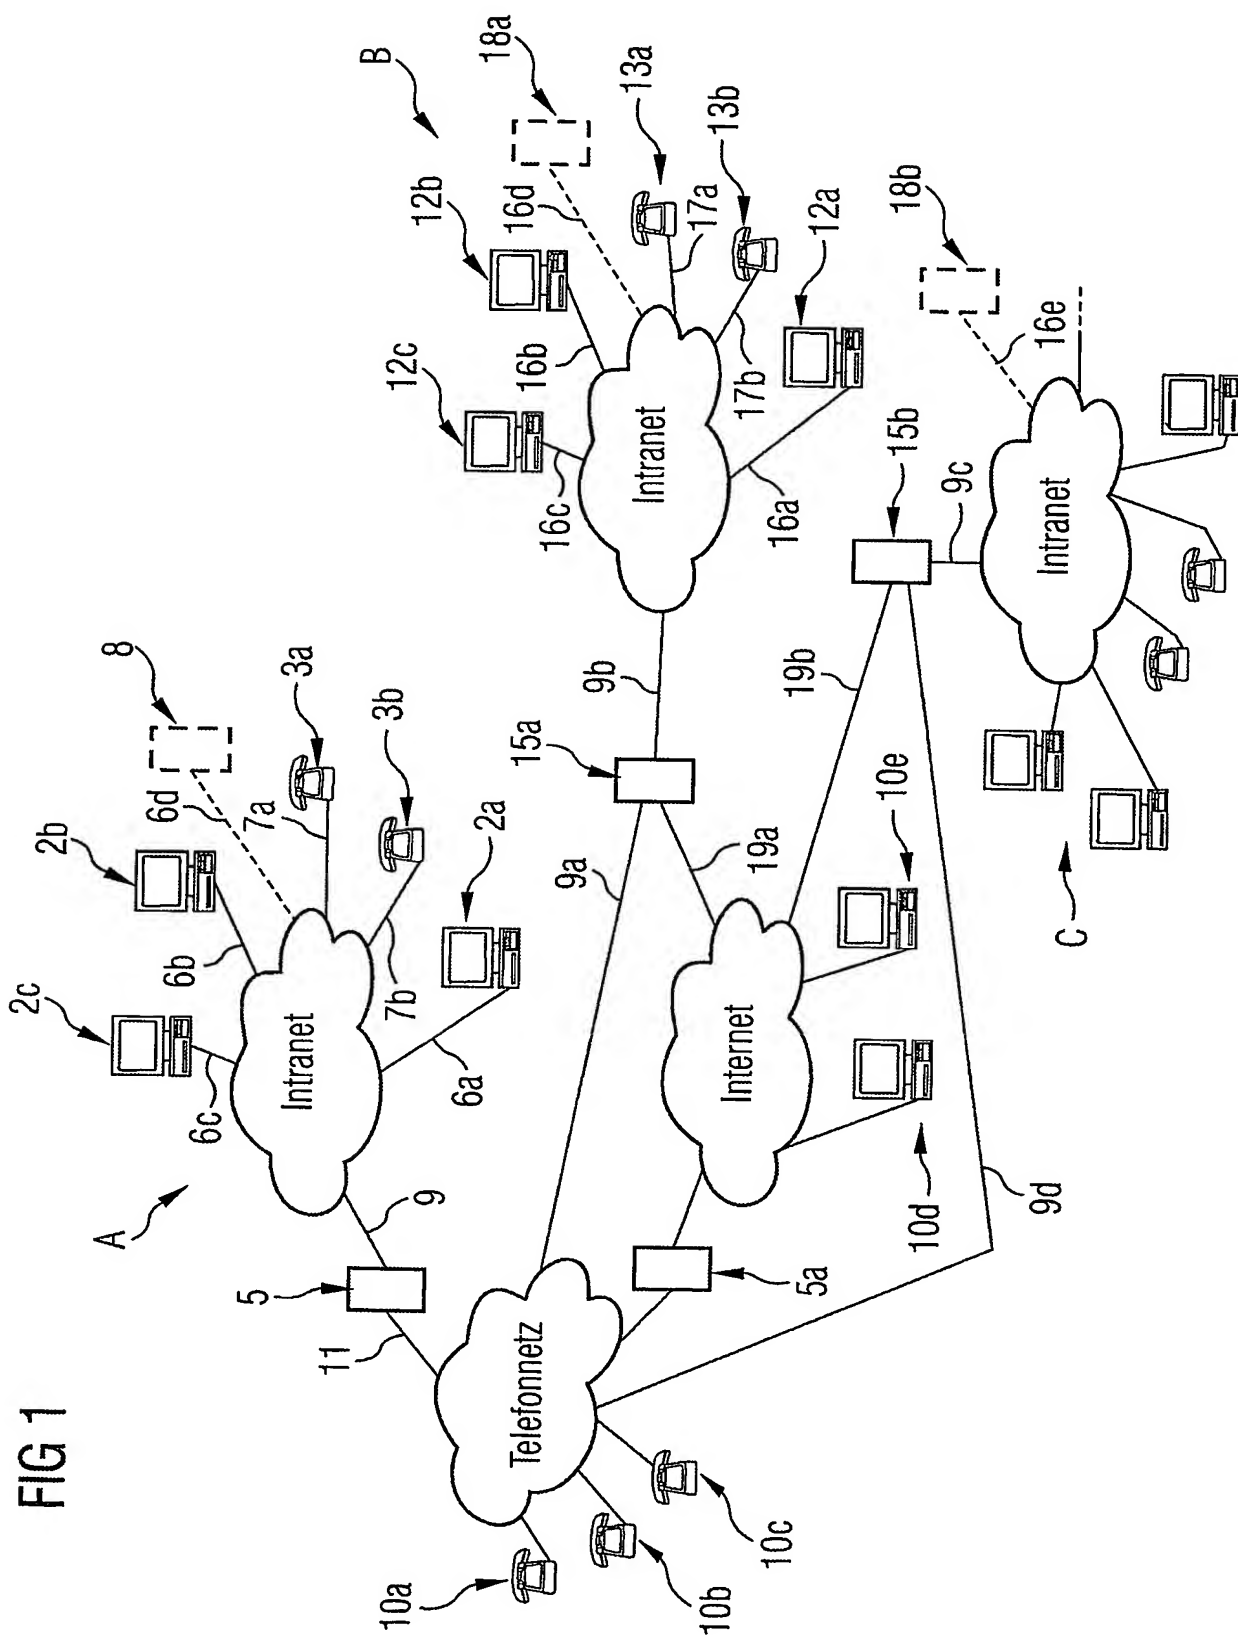 FIG 1
A
2c
2b
8
6c
6b
6d
7a
3a
3b
7b
2a
6a
Intranet
9
5
11
Telefonnetz
10a
10b
10c
5a
Internet
10d
10e
9a
19a
15a
9b
9d
19b
B
12c
12b
18a
16c
16b
16d
13a
17a
13b
17b
12a
16a
Intranet
15b
9c
18b
16e
Intranet
C